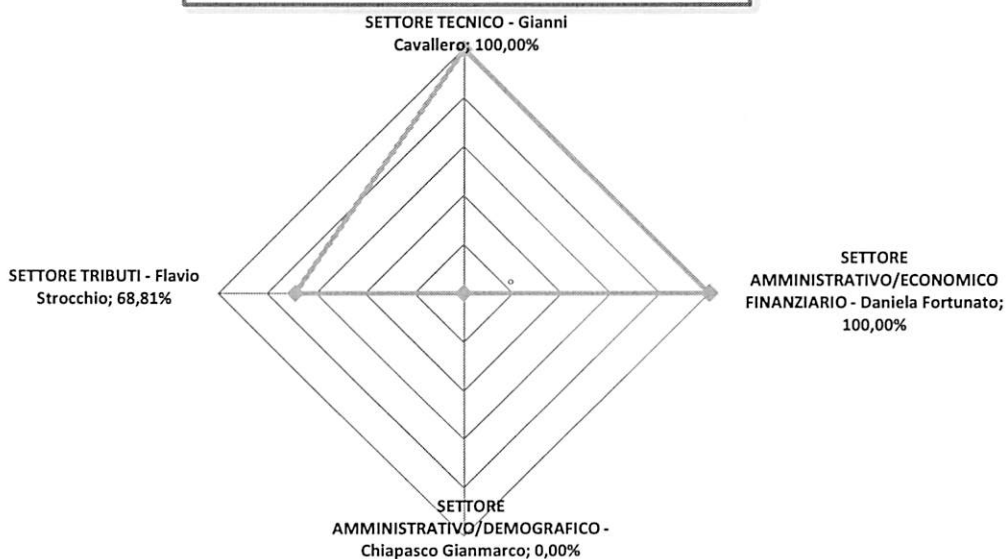 SETTORE TECNICO - Gianni
Cavallero; 100,00%
SETTORE TRIBUTI - Flavio
Strocchio; 68,81%
SETTORE
AMMINISTRATIVO/ECONOMICO
FINANZIARIO - Daniela Fortunato;
100,00%
SETTORE
AMMINISTRATIVO/DEMOGRAFICO -
Chiapasco Gianmarco; 0,00%